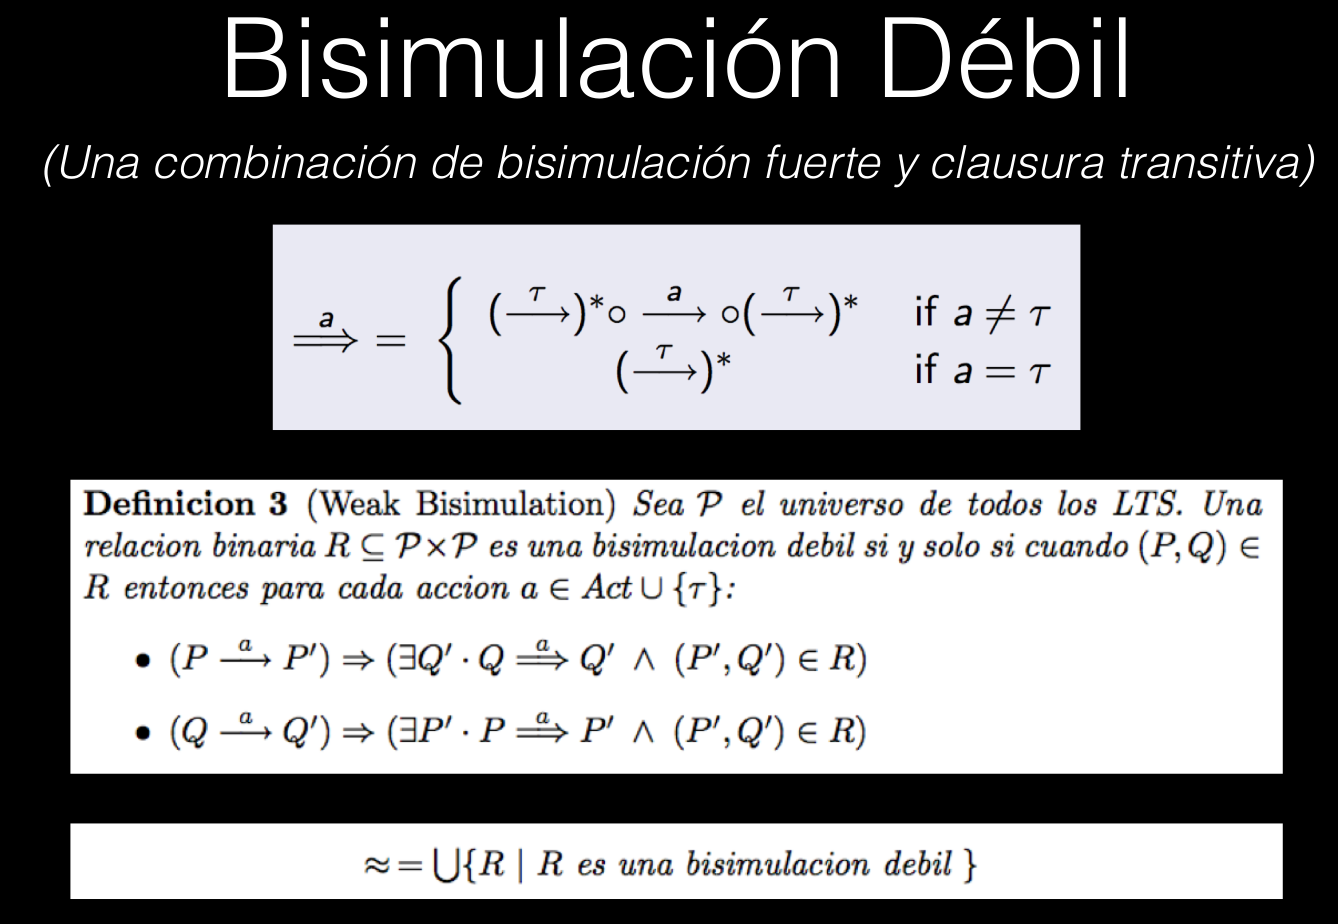 Bisimulación Débil
(Una combinación de bisimulación fuerte y clausura transitiva)
$\stackrel{a}{\Longrightarrow} = \begin{cases} (\stackrel{\tau}{\longrightarrow})^* \circ \stackrel{a}{\longrightarrow} \circ (\stackrel{\tau}{\longrightarrow})^* & \text{if } a \neq \tau \\ (\stackrel{\tau}{\longrightarrow})^* & \text{if } a = \tau \end{cases}$
Definicion 3 (Weak Bisimulation) Sea $\mathcal{P}$ el universo de todos los LTS. Una
relacion binaria $R \subseteq \mathcal{P} \times \mathcal{P}$ es una bisimulacion debil si y solo si cuando $(P, Q) \in$
$R$ entonces para cada accion $a \in Act \cup \{\tau\}$:
• $(P \stackrel{a}{\longrightarrow} P') \Rightarrow (\exists Q' \cdot Q \stackrel{a}{\Longrightarrow} Q' \wedge (P', Q') \in R)$
• $(Q \stackrel{a}{\longrightarrow} Q') \Rightarrow (\exists P' \cdot P \stackrel{a}{\Longrightarrow} P' \wedge (P', Q') \in R)$
$\approx = \bigcup \{R \mid R$ es una bisimulacion debil $\}$